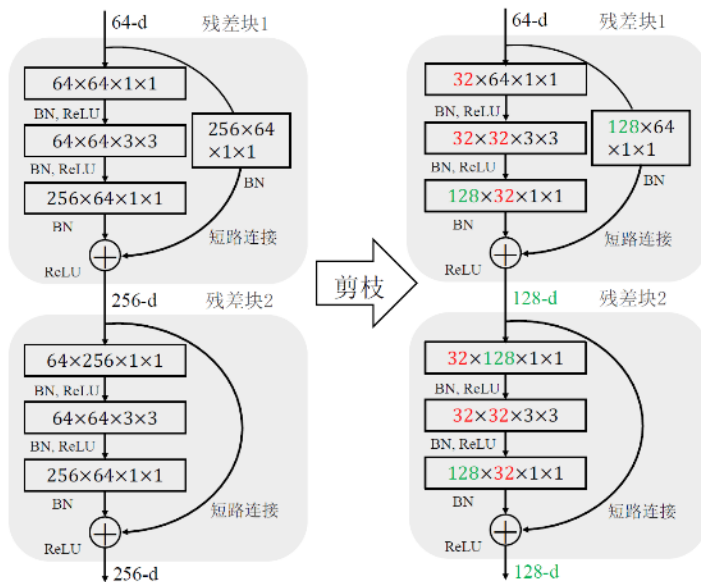 64-d
残差块1
64×64×1×1
BN, ReLU
64×64×3×3
BN, ReLU
256×64×1×1
BN
256×64
×1×1
BN
短路连接
ReLU
256-d
残差块2
64×256×1×1
BN, ReLU
64×64×3×3
BN, ReLU
256×64×1×1
BN
短路连接
ReLU
256-d
剪枝
64-d
残差块1
32×64×1×1
BN, ReLU
32×32×3×3
BN, ReLU
128×32×1×1
BN
128×64
×1×1
BN
短路连接
ReLU
128-d
残差块2
32×128×1×1
BN, ReLU
32×32×3×3
BN, ReLU
128×32×1×1
BN
短路连接
ReLU
128-d